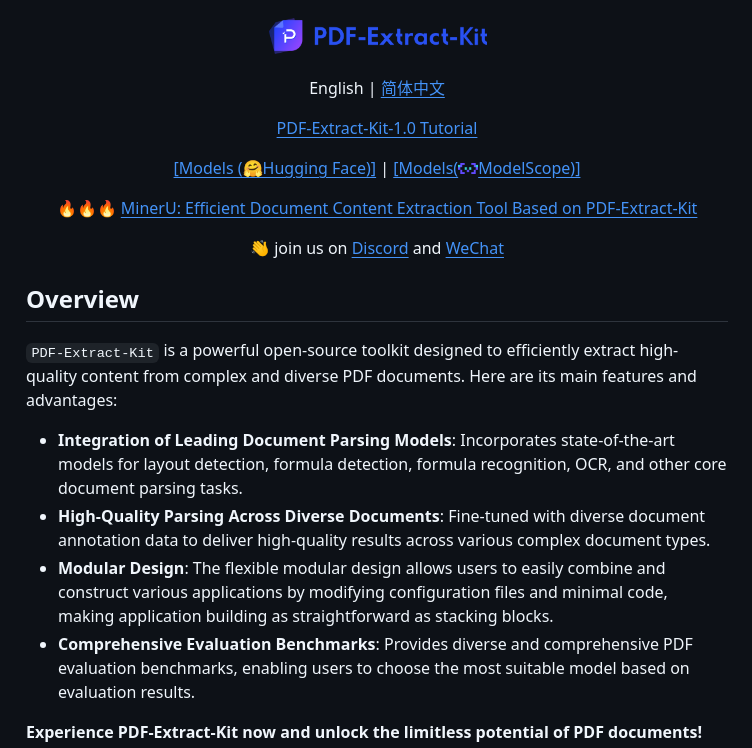 PDF-Extract-Kit
English | 简体中文
PDF-Extract-Kit-1.0 Tutorial
[Models (🤗Hugging Face)] | [Models(ModelScope)]
🔥🔥🔥 MinerU: Efficient Document Content Extraction Tool Based on PDF-Extract-Kit
👋 join us on Discord and WeChat
Overview
PDF-Extract-Kit is a powerful open-source toolkit designed to efficiently extract high-
quality content from complex and diverse PDF documents. Here are its main features and
advantages:
• Integration of Leading Document Parsing Models: Incorporates state-of-the-art
models for layout detection, formula detection, formula recognition, OCR, and other core
document parsing tasks.
• High-Quality Parsing Across Diverse Documents: Fine-tuned with diverse document
annotation data to deliver high-quality results across various complex document types.
• Modular Design: The flexible modular design allows users to easily combine and
construct various applications by modifying configuration files and minimal code,
making application building as straightforward as stacking blocks.
• Comprehensive Evaluation Benchmarks: Provides diverse and comprehensive PDF
evaluation benchmarks, enabling users to choose the most suitable model based on
evaluation results.
Experience PDF-Extract-Kit now and unlock the limitless potential of PDF documents!